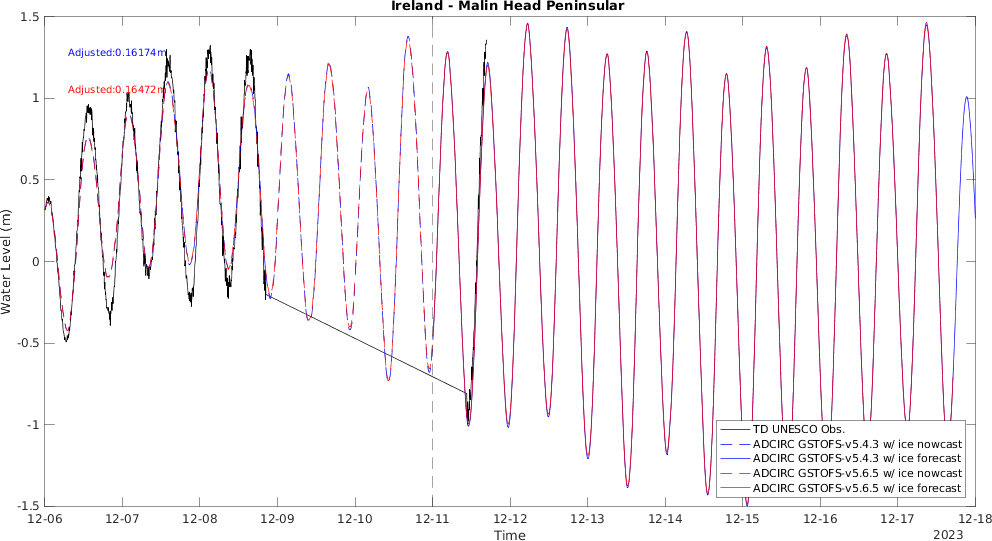 Ireland - Malin Head Peninsular
Adjusted:0.16174m
Adjusted:0.16472m
Water Level (m)
1.5
1
0.5
0
-0.5
-1
-1.5
TD UNESCO Obs.
ADCIRC GSTOFS-v5.4.3 w/ ice nowcast
ADCIRC GSTOFS-v5.4.3 w/ ice forecast
ADCIRC GSTOFS-v5.6.5 w/ ice nowcast
ADCIRC GSTOFS-v5.6.5 w/ ice forecast
12-06 12-07 12-08 12-09 12-10 12-11 12-12 12-13 12-14 12-15 12-16 12-17 12-18
Time
2023